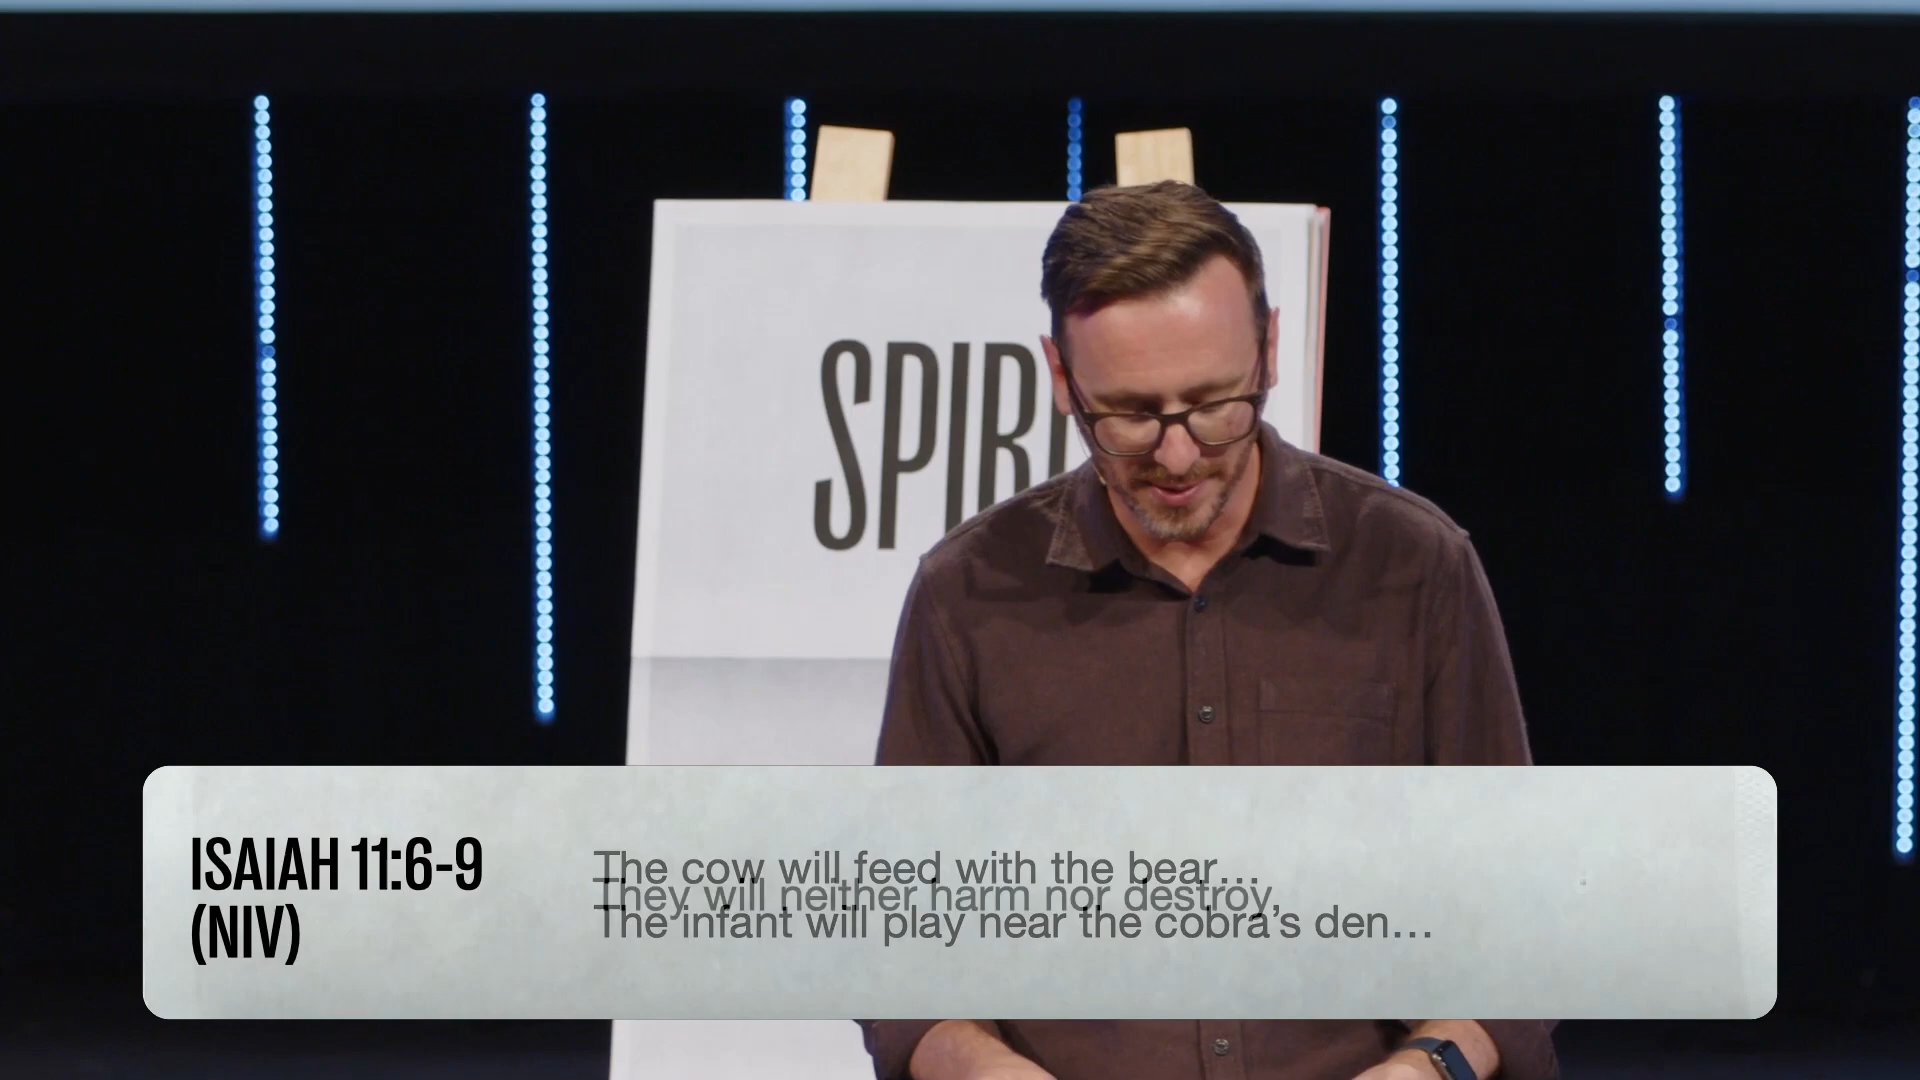 SPIRI
ISAIAH 11:6-9
(NIV)
The cow will feed with the bear…
They will neither harm nor destroy,
The infant will play near the cobra’s den…